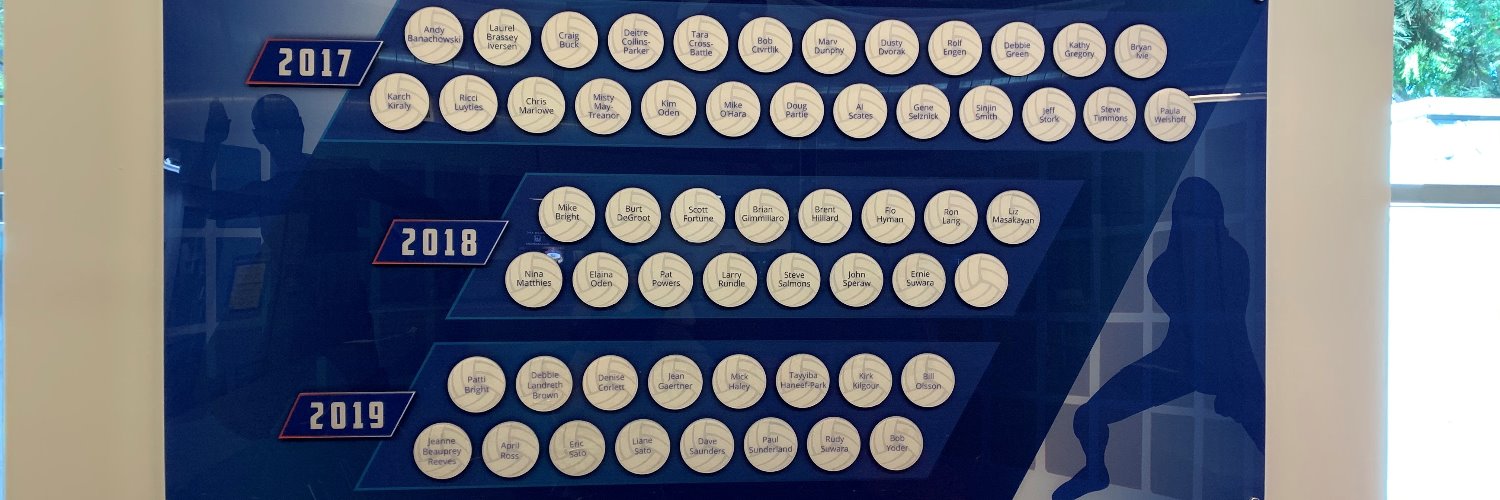 2017
Andy Banachowski
Laurel Brassey Iversen
Craig Buck
Deitre Collins-Parker
Tara Cross-Battle
Bob Ctvrtlik
Marv Dunphy
Dusty Dvorak
Rolf Engen
Debbie Green
Kathy Gregory
Bryan Ivie
Karch Kiraly
Ricci Luyties
Chris Marlowe
Misty May-Treanor
Kim Oden
Mike O'Hara
Doug Partie
Al Scates
Gene Selznick
Sinjin Smith
Jeff Stork
Steve Timmons
Paula Weishoff
2018
Mike Bright
Burt DeGroot
Scott Fortune
Brian Gimmillaro
Brent Hilliard
Flo Hyman
Ron Lang
Liz Masakayan
Nina Matthies
Elaina Oden
Pat Powers
Larry Rundle
Steve Salmons
John Speraw
Ernie Suwara
2019
Patti Bright
Debbie Landreth Brown
Denise Corlett
Jean Gaertner
Mick Haley
Tayyiba Haneef-Park
Kirk Kilgour
Bill Olsson
Jeanne Beauprey Reeves
April Ross
Eric Sato
Liane Sato
Dave Saunders
Paul Sunderland
Rudy Suwara
Bob Yoder